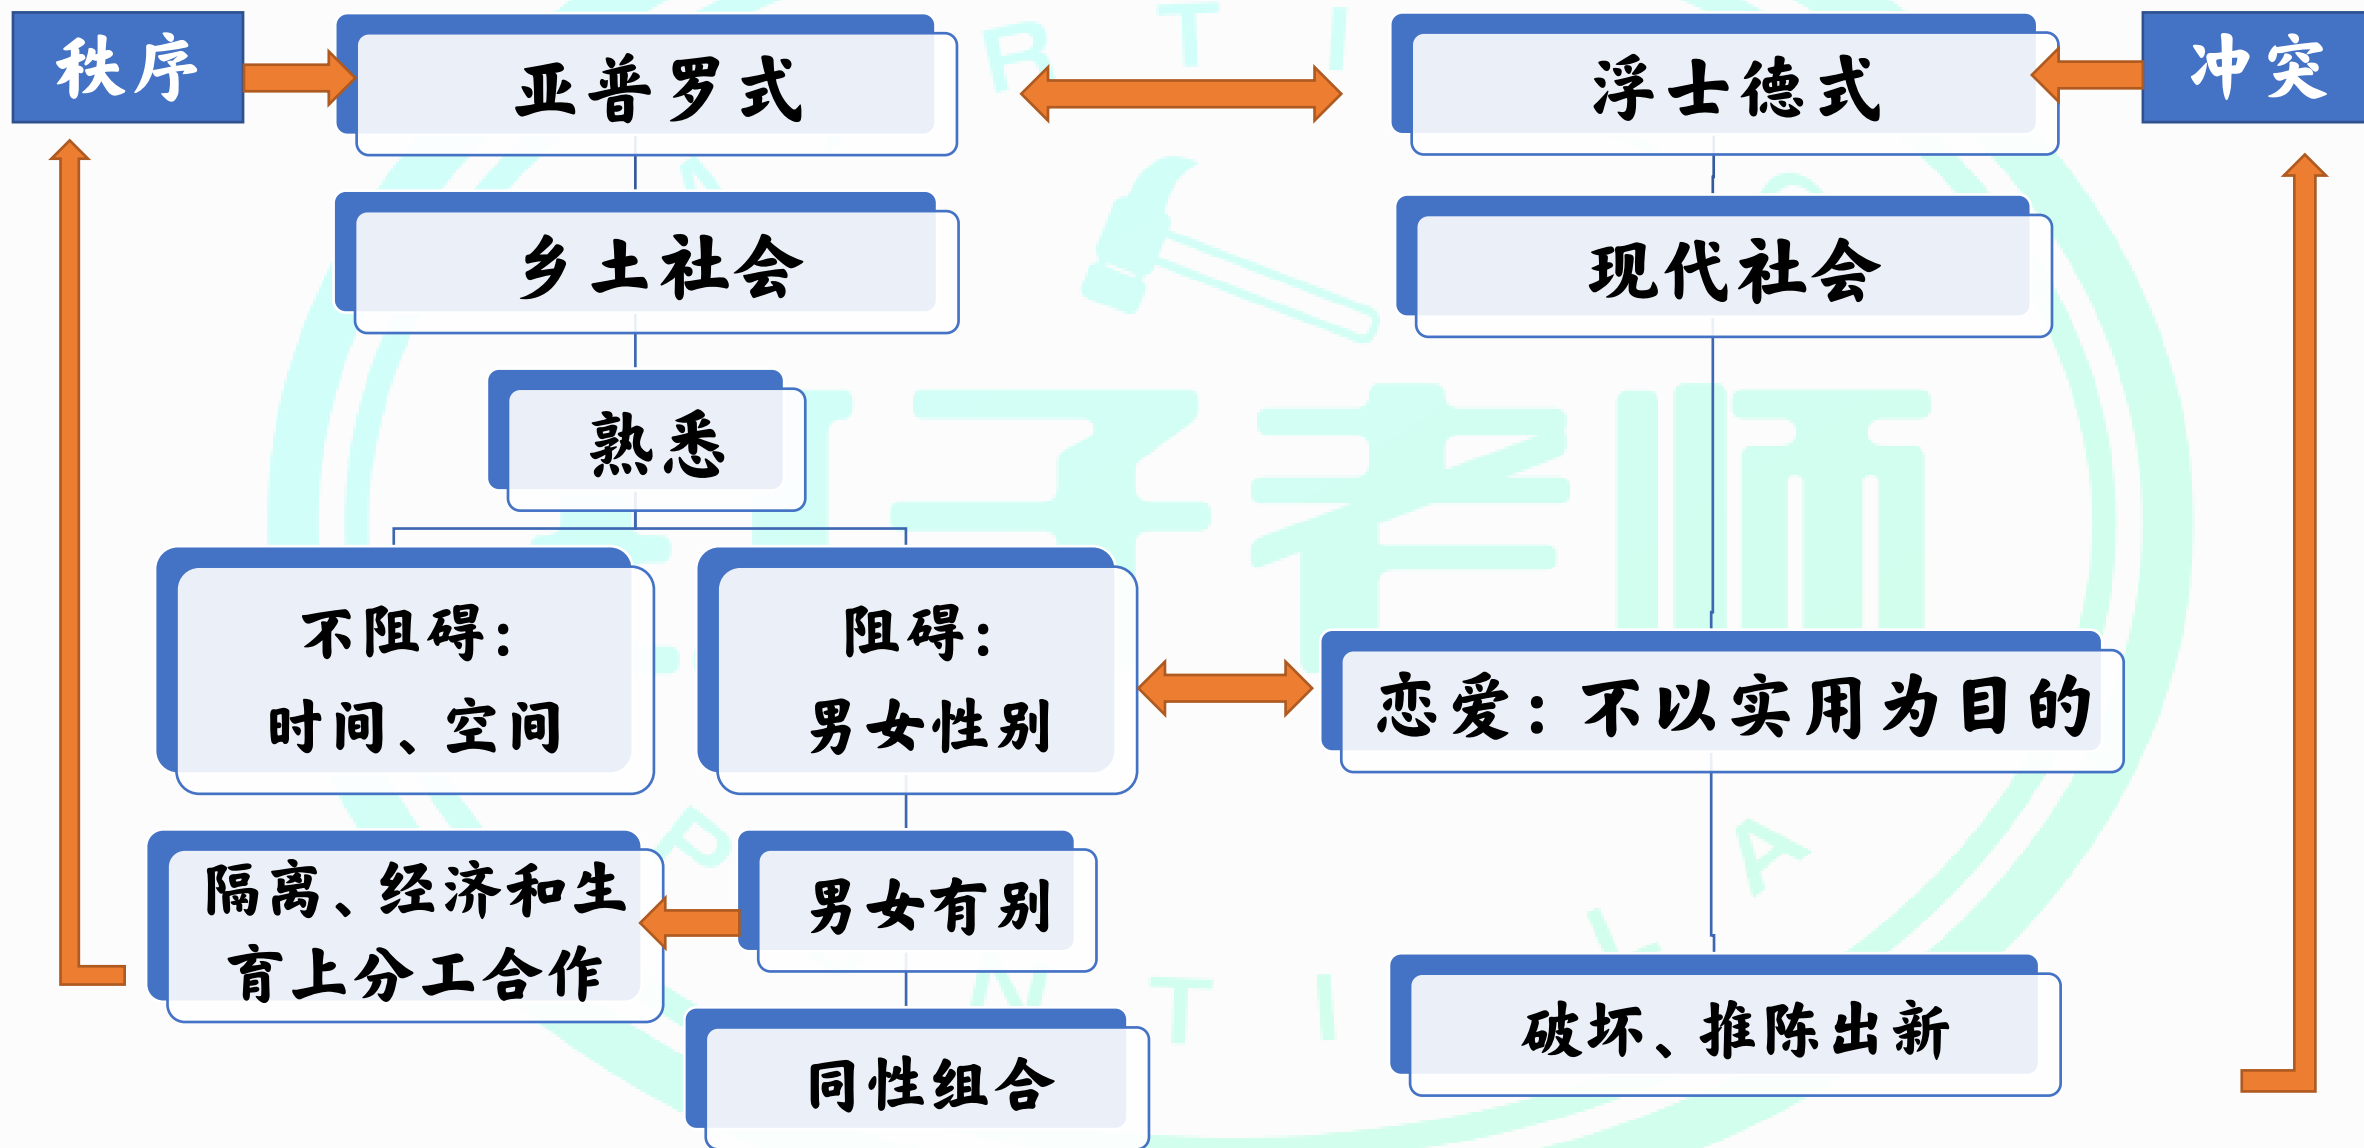 秩序
亚普罗式
浮士德式
冲突
乡土社会
现代社会
熟悉
不阻碍：
时间、空间
阻碍：
男女性别
恋爱：不以实用为目的
隔离、经济和生
育上分工合作
男女有别
破坏、推陈出新
同性组合